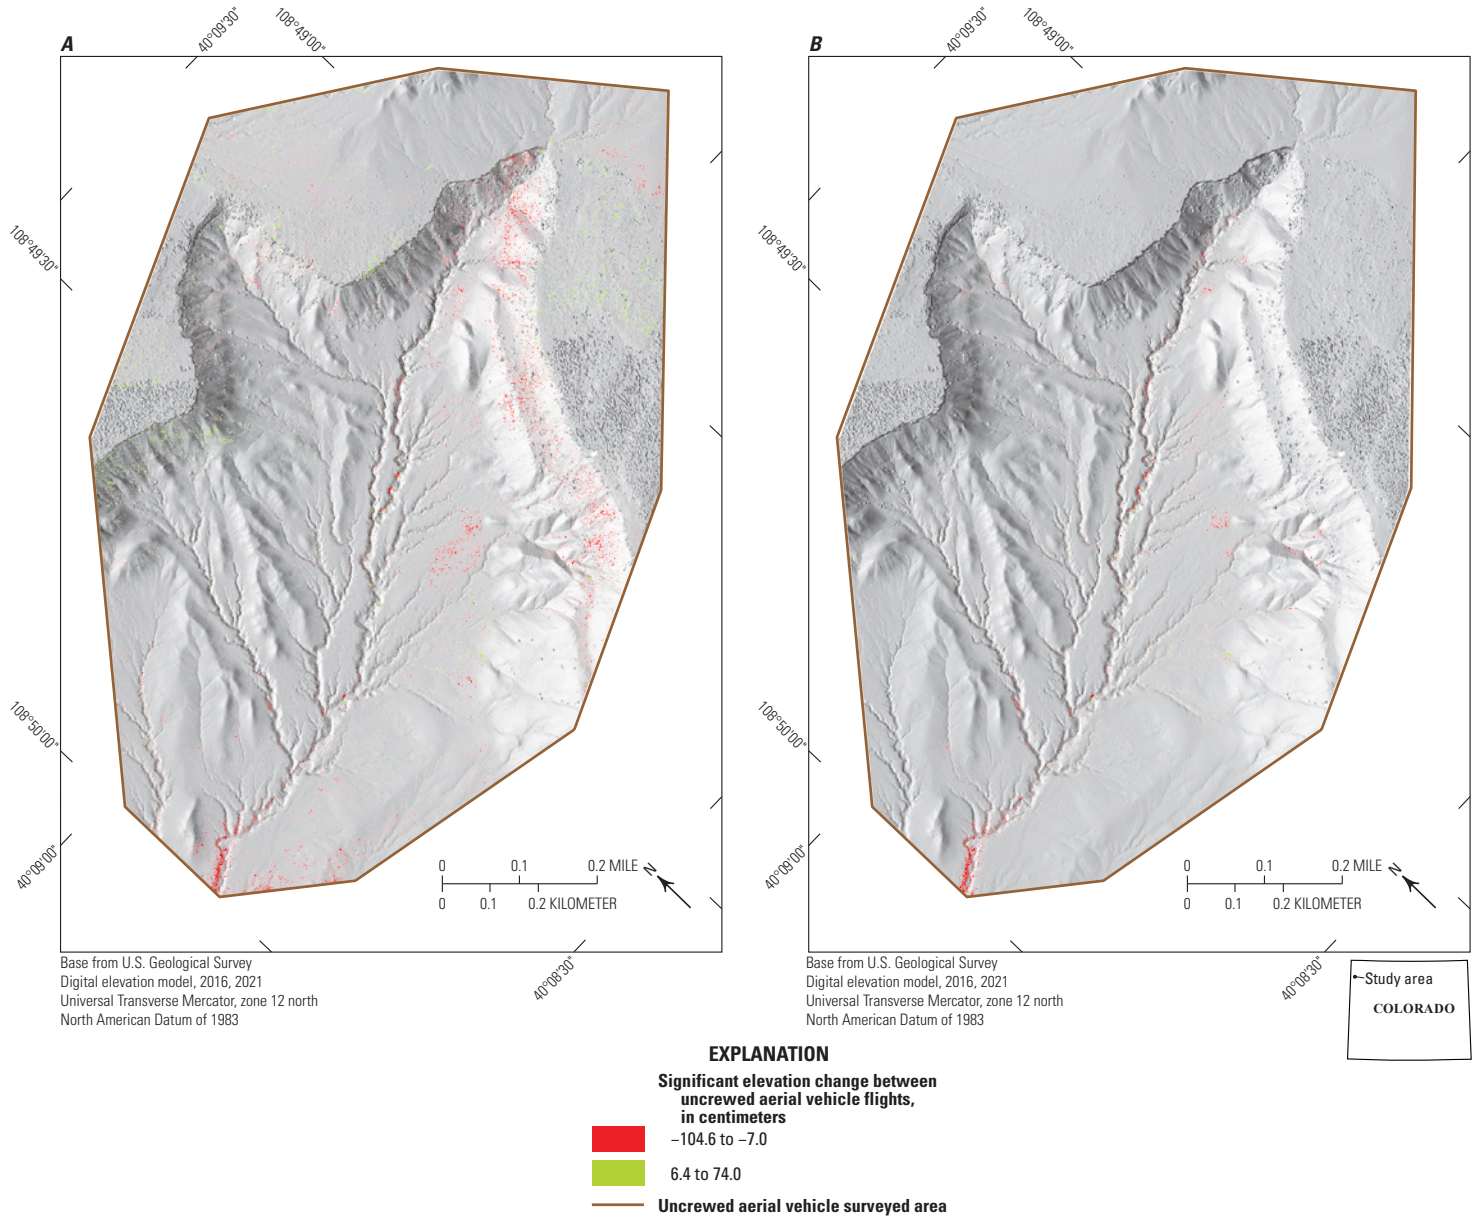 A
40°09'30"
108°49'00"
108°49'30"
108°50'00"
40°09'00"
40°08'30"
0 0.1 0.2 MILE
0 0.1 0.2 KILOMETER
N
Base from U.S. Geological Survey
Digital elevation model, 2016, 2021
Universal Transverse Mercator, zone 12 north
North American Datum of 1983
B
40°09'30"
108°49'00"
108°49'30"
108°50'00"
40°09'00"
40°08'30"
0 0.1 0.2 MILE
0 0.1 0.2 KILOMETER
N
Base from U.S. Geological Survey
Digital elevation model, 2016, 2021
Universal Transverse Mercator, zone 12 north
North American Datum of 1983
Study area
COLORADO
EXPLANATION
Significant elevation change between
uncrewed aerial vehicle flights,
in centimeters
−104.6 to −7.0
6.4 to 74.0
Uncrewed aerial vehicle surveyed area